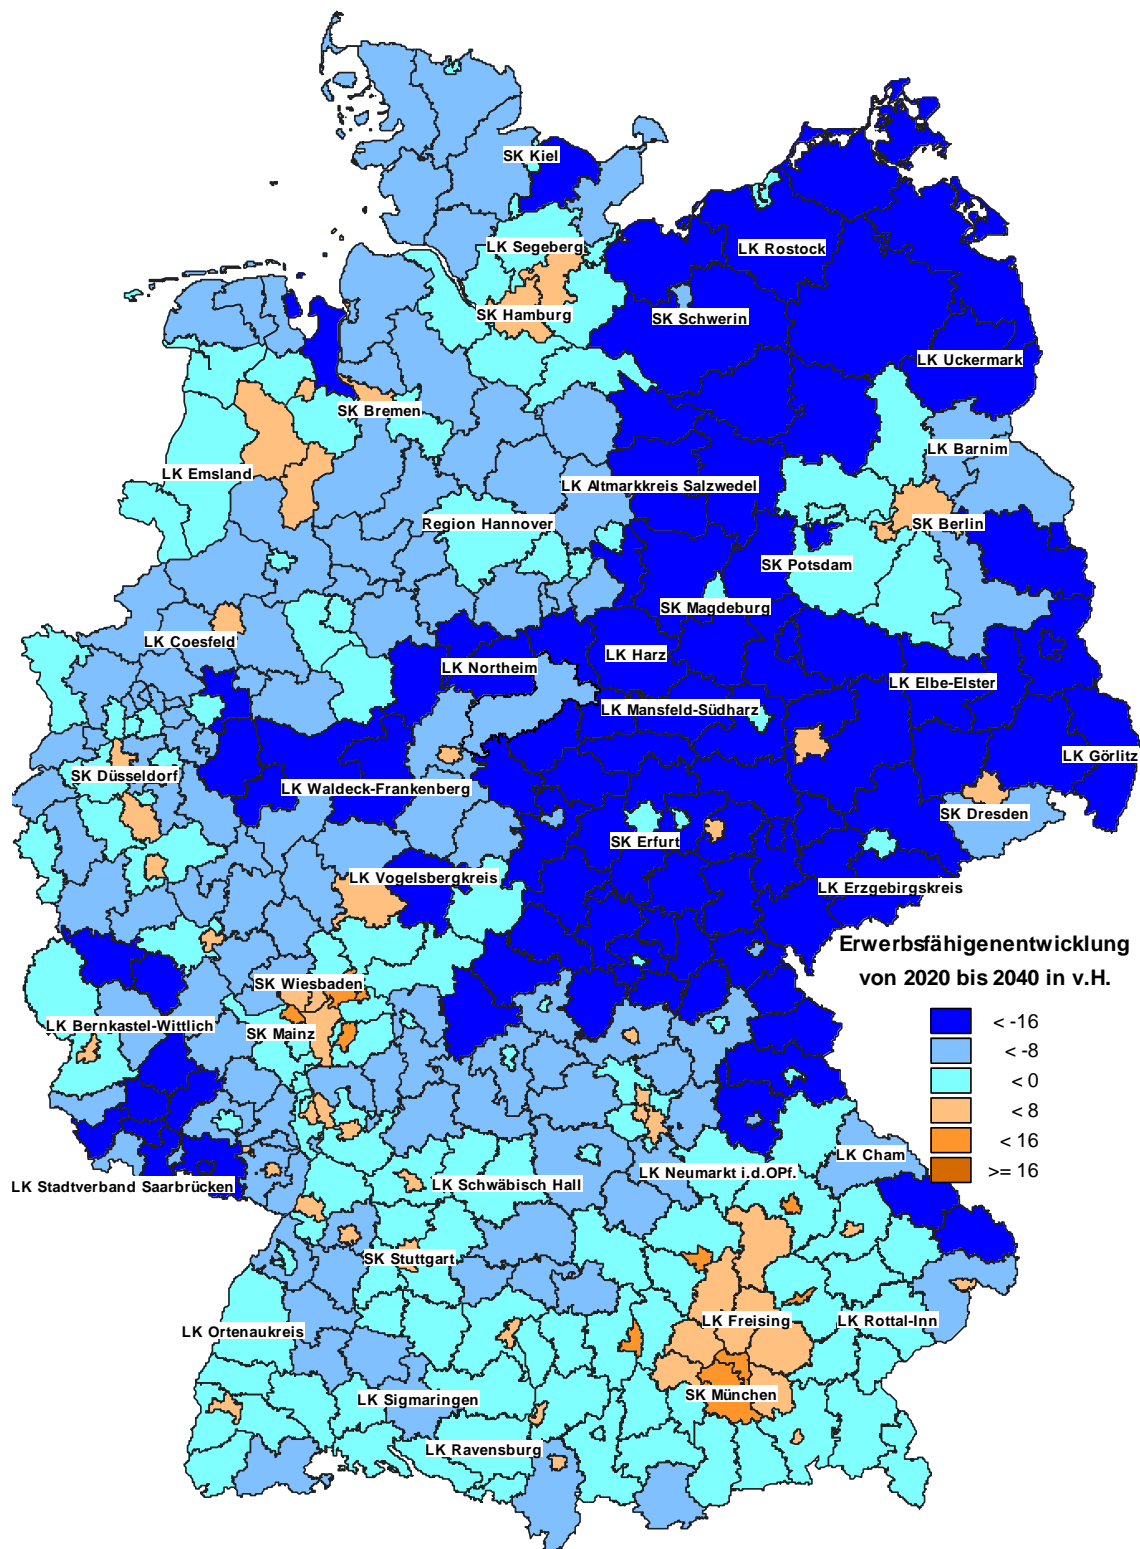 SK Kiel
LK Segeberg
LK Rostock
SK Hamburg
SK Schwerin
LK Uckermark
SK Bremen
LK Barnim
LK Emsland
LK Altmarkkreis Salzwedel
Region Hannover
SK Berlin
SK Potsdam
SK Magdeburg
LK Coesfeld
LK Northeim
LK Harz
LK Elbe-Elster
LK Mansfeld-Südharz
LK Görlitz
SK Düsseldorf
LK Waldeck-Frankenberg
SK Dresden
SK Erfurt
LK Vogelsbergkreis
LK Erzgebirgskreis
Erwerbsfähigenentwicklung
von 2020 bis 2040 in v.H.
< -16
< -8
< 0
< 8
< 16
>= 16
SK Wiesbaden
LK Bernkastel-Wittlich
SK Mainz
LK Cham
LK Neumarkt i.d.OPf.
LK Stadtverband Saarbrücken
LK Schwäbisch Hall
SK Stuttgart
LK Ortenaukreis
LK Freising
LK Rottal-Inn
LK Sigmaringen
SK München
LK Ravensburg